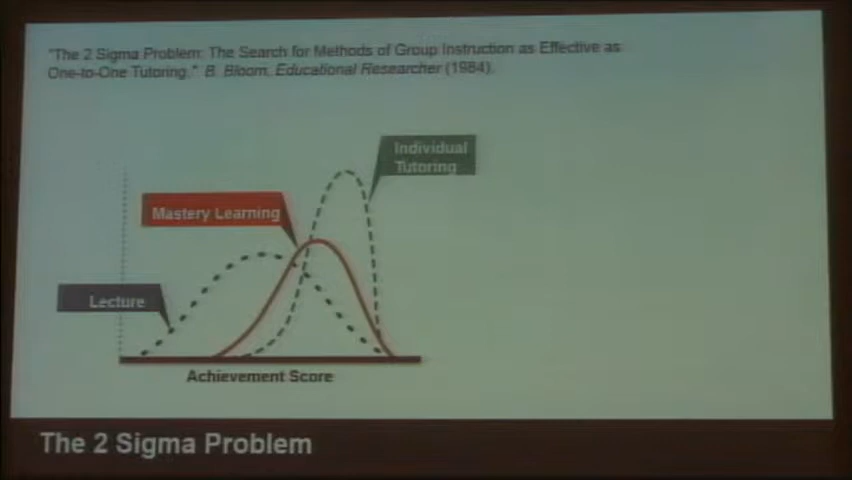 "The 2 Sigma Problem: The Search for Methods of Group Instruction as Effective as
One-to-One Tutoring." B. Bloom, Educational Researcher (1984).
Individual
Tutoring
Mastery Learning
Lecture
Achievement Score
The 2 Sigma Problem